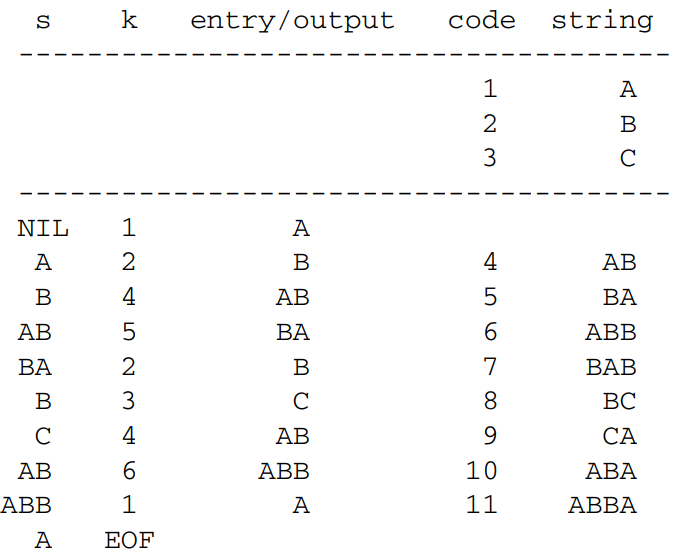 s k entry/output code string
--------------------------------------
1 A
2 B
3 C
--------------------------------------
NIL 1 A
A 2 B 4 AB
B 4 AB 5 BA
AB 5 BA 6 ABB
BA 2 B 7 BAB
B 3 C 8 BC
C 4 AB 9 CA
AB 6 ABB 10 ABA
ABB 1 A 11 ABBA
A EOF